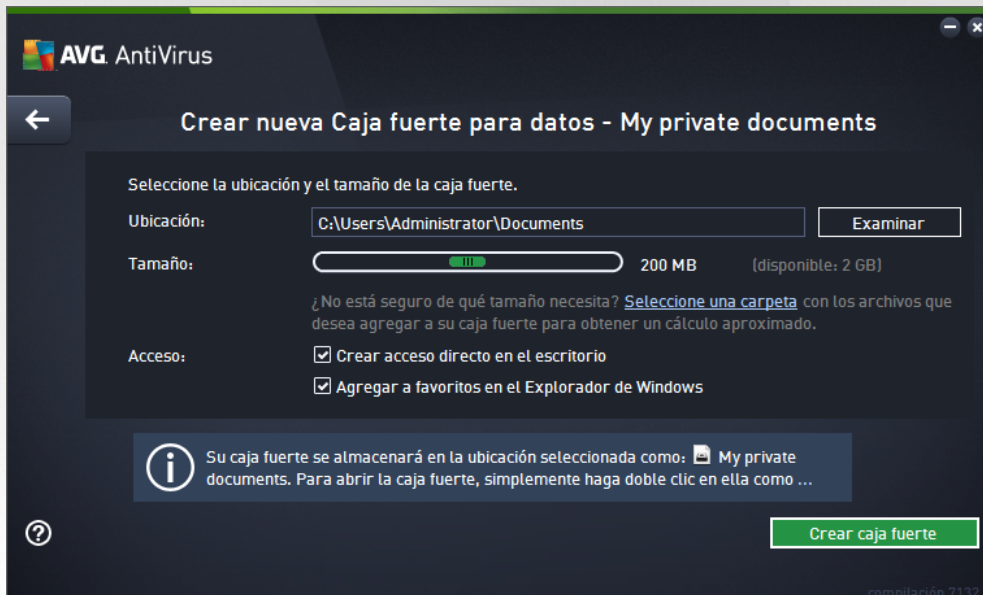 AVG. AntiVirus
Crear nueva Caja fuerte para datos - My private documents
Seleccione la ubicación y el tamaño de la caja fuerte.
Ubicación:
C:\Users\Administrator\Documents
Examinar
Tamaño:
200 MB
(disponible: 2 GB)
¿No está seguro de qué tamaño necesita? Seleccione una carpeta con los archivos que
desea agregar a su caja fuerte para obtener un cálculo aproximado.
Acceso:
Crear acceso directo en el escritorio
Agregar a favoritos en el Explorador de Windows
Su caja fuerte se almacenará en la ubicación seleccionada como: My private
documents. Para abrir la caja fuerte, simplemente haga doble clic en ella como ...
Crear caja fuerte
compilación 7132